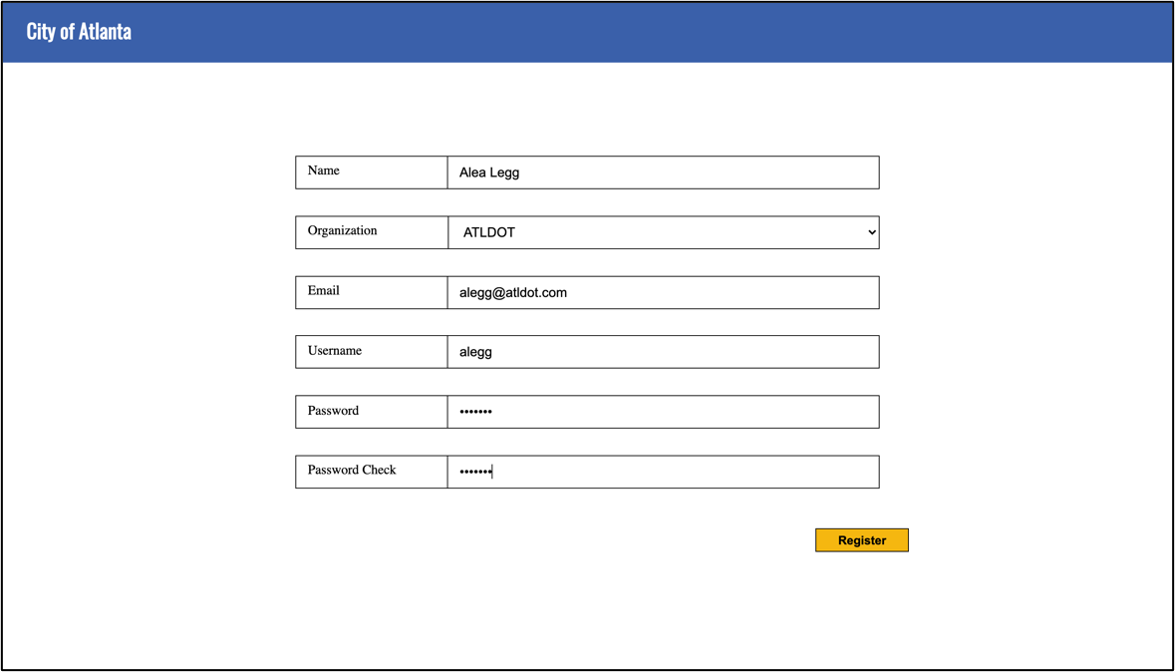 City of Atlanta
Name Alea Legg
Organization ATLDOT
Email alegg@atldot.com
Username alegg
Password •••••••
Password Check •••••••
Register